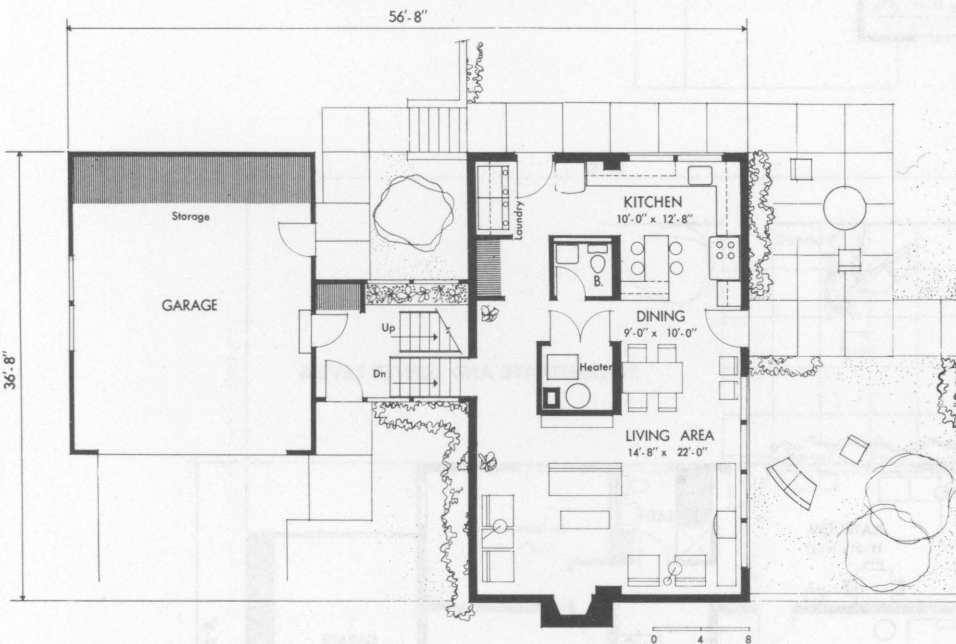 56'-8"
36'-8"
Storage
GARAGE
Up
Dn
Laundry
KITCHEN
10'-0" x 12'-8"
B.
DINING
9'-0" x 10'-0"
Heater
LIVING AREA
14'-8" x 22'-0"
0 4 8